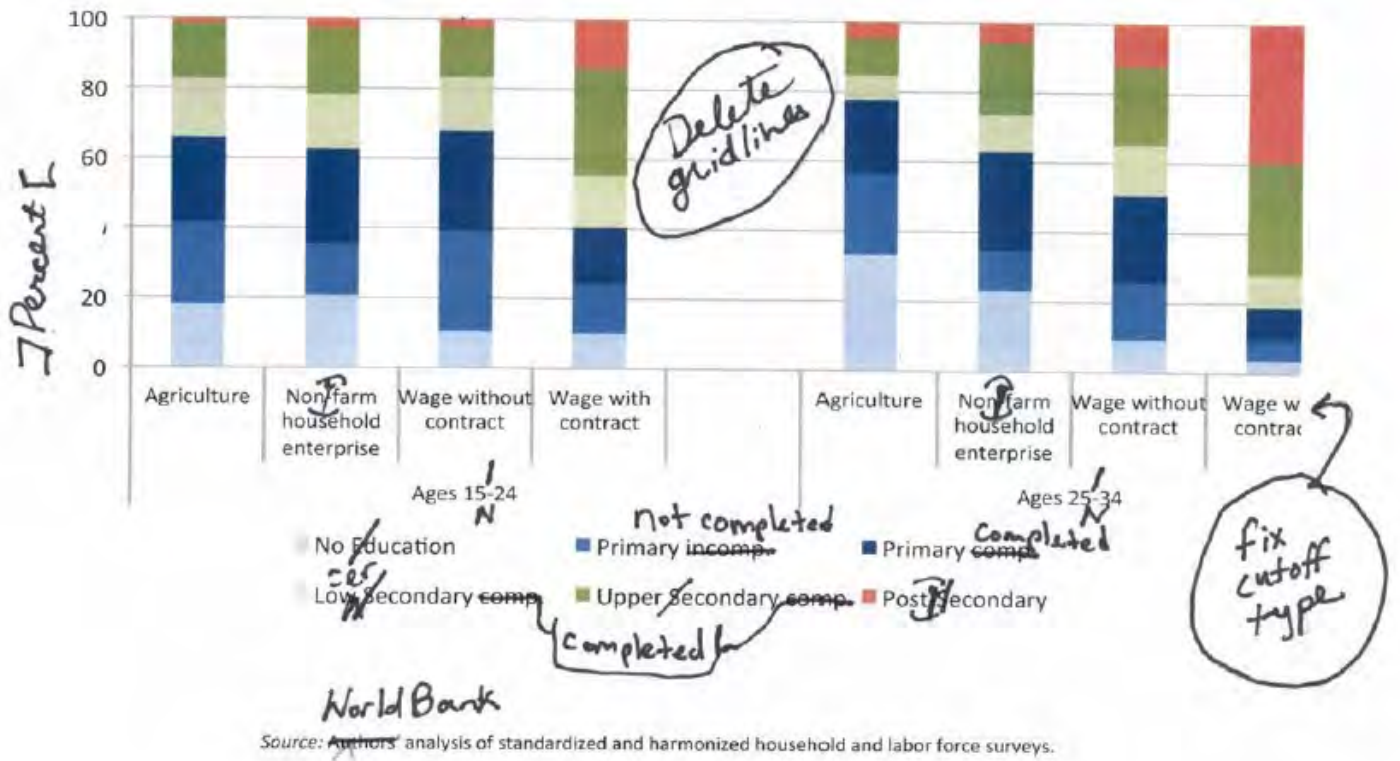 100
80
60
20
0
Percent
Delete
gridlines
Agriculture
Non farm
household
enterprise
Wage without
contract
Wage with
contract
Agriculture
Non farm
household
enterprise
Wage without
contract
Wage w
contrac
Ages 15-24
N
Ages 25-34
N
not completed
completed
No Education
Primary incomp.
Primary comp.
er
Low Secondary comp.
Upper Secondary comp.
Post Secondary
completed
fix
cutoff
type
World Bank
Source: Authors' analysis of standardized and harmonized household and labor force surveys.